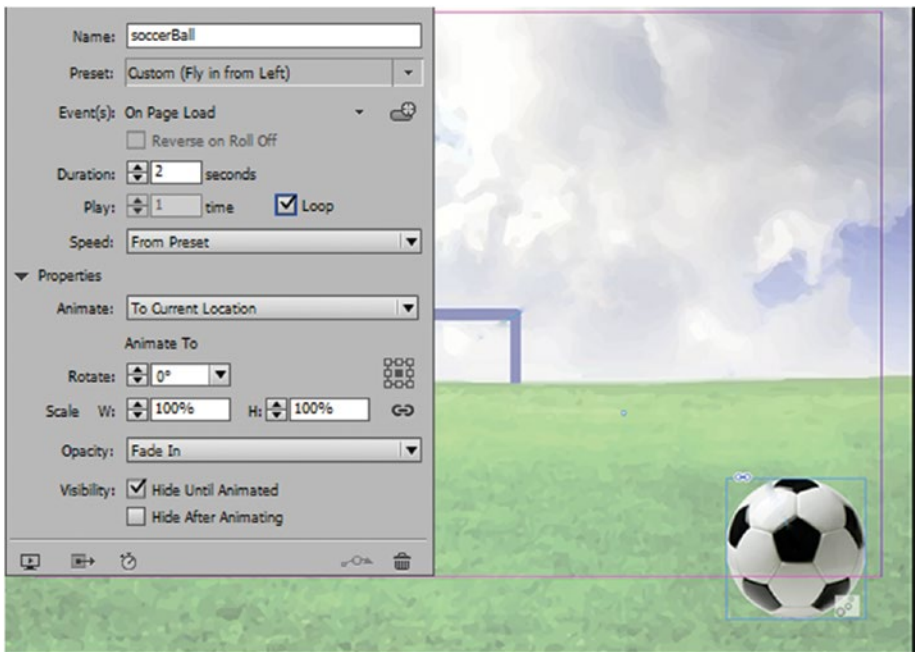 Name: soccerBall
Preset: Custom (Fly in from Left)
Event(s): On Page Load
Reverse on Roll Off
Duration: 2 seconds
Play: 1 time Loop
Speed: From Preset
Properties
Animate: To Current Location
Animate To
Rotate: 0°
Scale W: 100% H: 100%
Opacity: Fade In
Visibility: Hide Until Animated
Hide After Animating